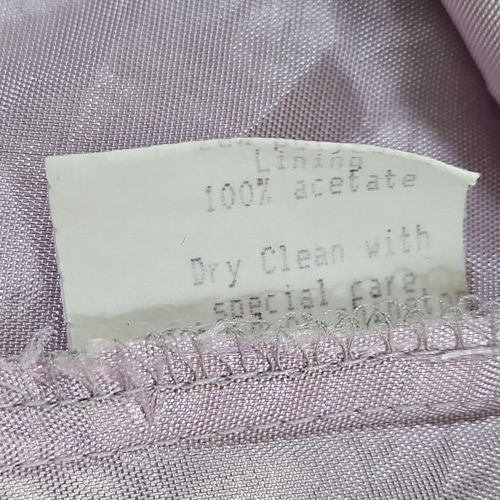 Lining
100% acetate
Dry Clean with
special care.